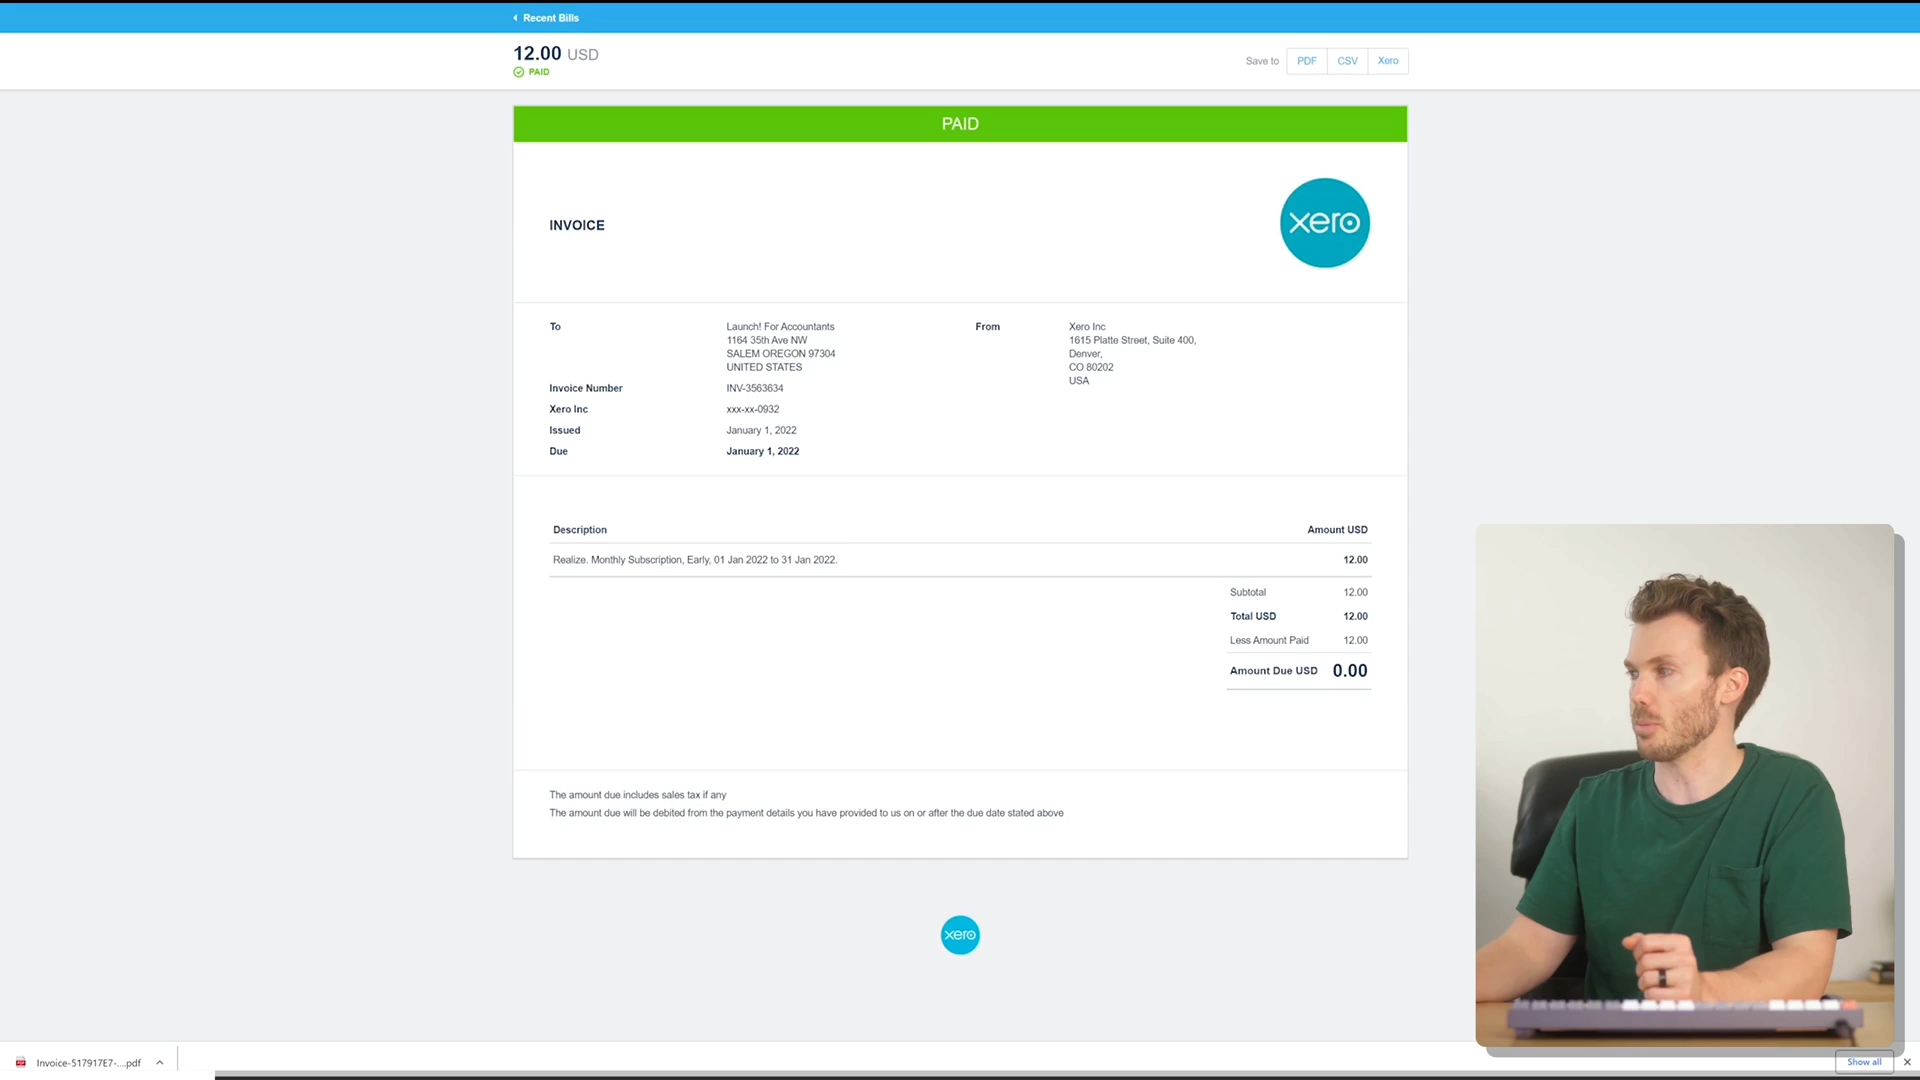 Recent Bills
12.00 USD
PAID
Save to PDF CSV Xero
PAID
INVOICE
xero
To
Launch! For Accountants
1164 35th Ave NW
SALEM OREGON 97304
UNITED STATES
From
Xero Inc
1615 Platte Street, Suite 400,
Denver,
CO 80202
USA
Invoice Number INV-3563634
Xero Inc xxx-xx-0932
Issued January 1, 2022
Due January 1, 2022
Description Amount USD
Realize. Monthly Subscription, Early, 01 Jan 2022 to 31 Jan 2022. 12.00
Subtotal 12.00
Total USD 12.00
Less Amount Paid 12.00
Amount Due USD 0.00
The amount due includes sales tax if any
The amount due will be debited from the payment details you have provided to us on or after the due date stated above
xero
Invoice-517917E7-....pdf
Show all